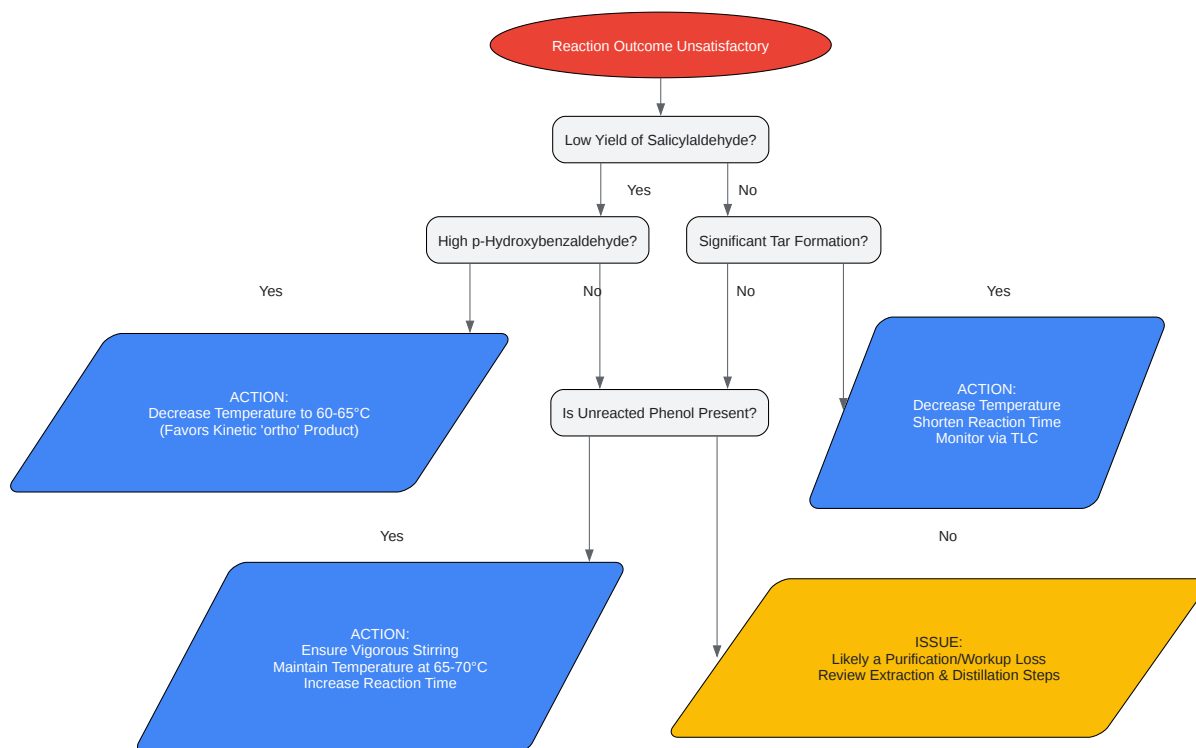 Reaction Outcome Unsatisfactory
Low Yield of Salicylaldehyde?
Yes
No
High p-Hydroxybenzaldehyde?
Significant Tar Formation?
Yes
No
No
Yes
ACTION:
Decrease Temperature to 60-65°C
(Favors Kinetic 'ortho' Product)
ACTION:
Decrease Temperature
Shorten Reaction Time
Monitor via TLC
Is Unreacted Phenol Present?
Yes
No
ACTION:
Ensure Vigorous Stirring
Maintain Temperature at 65-70°C
Increase Reaction Time
ISSUE:
Likely a Purification/Workup Loss
Review Extraction & Distillation Steps